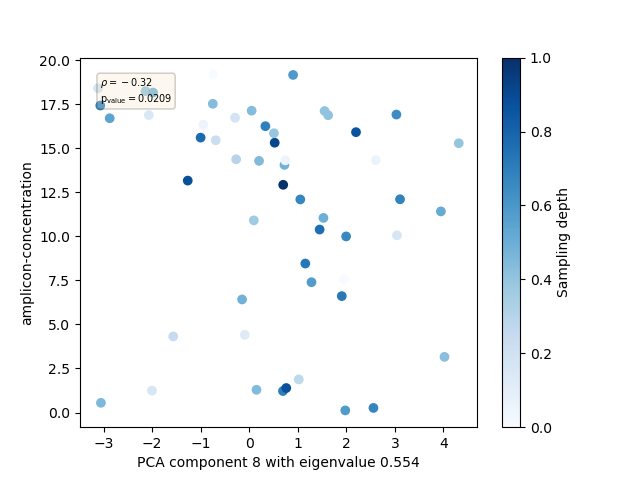 20.0
17.5
15.0
12.5
10.0
7.5
5.0
2.5
0.0
amplicon-concentration
ρ = −0.32
p_value = 0.0209
−3 −2 −1 0 1 2 3 4
PCA component 8 with eigenvalue 0.554
1.0
0.8
0.6
0.4
0.2
0.0
Sampling depth